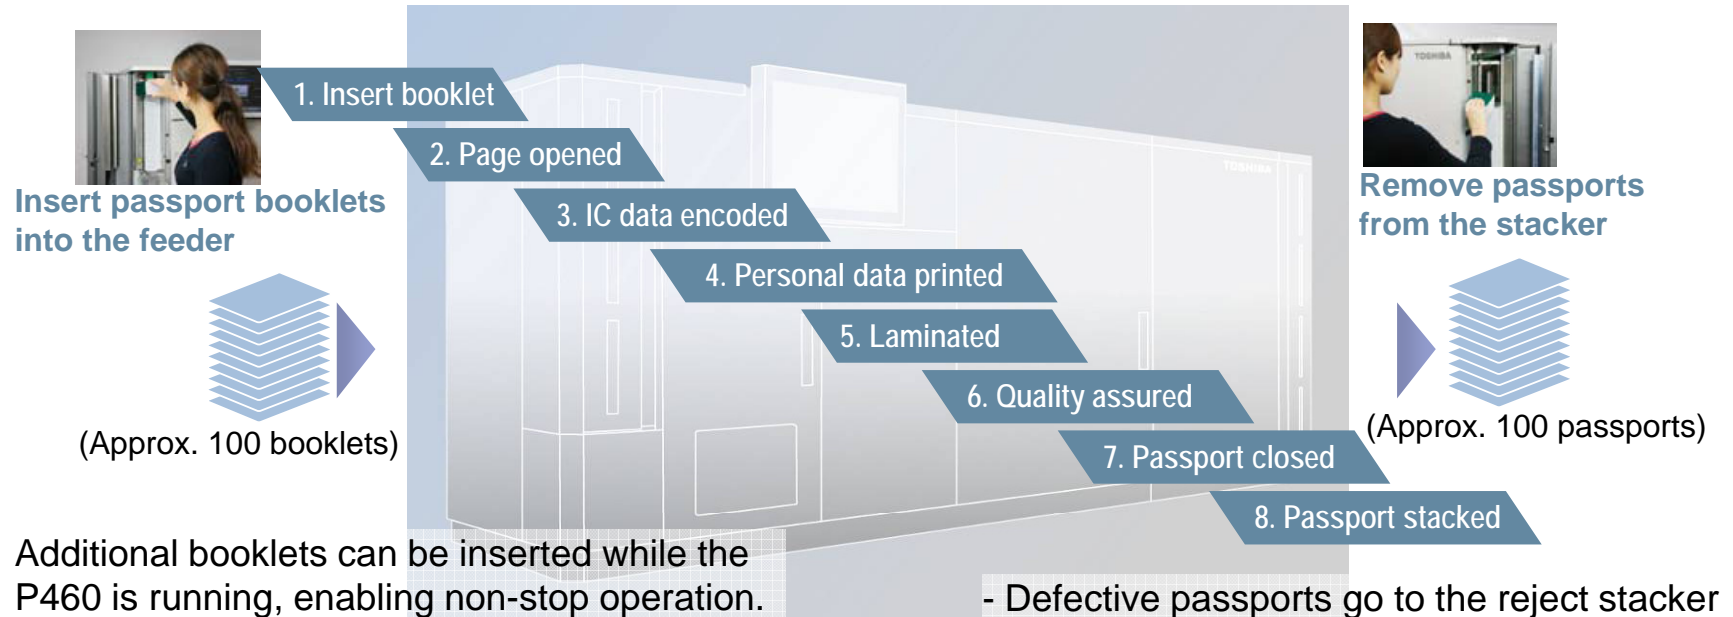 1. Insert booklet
2. Page opened
3. IC data encoded
4. Personal data printed
5. Laminated
6. Quality assured
7. Passport closed
8. Passport stacked
Insert passport booklets
into the feeder
(Approx. 100 booklets)
TOSHIBA
TOSHIBA
Remove passports
from the stacker
(Approx. 100 passports)
Additional booklets can be inserted while the
P460 is running, enabling non-stop operation.
- Defective passports go to the reject stacker